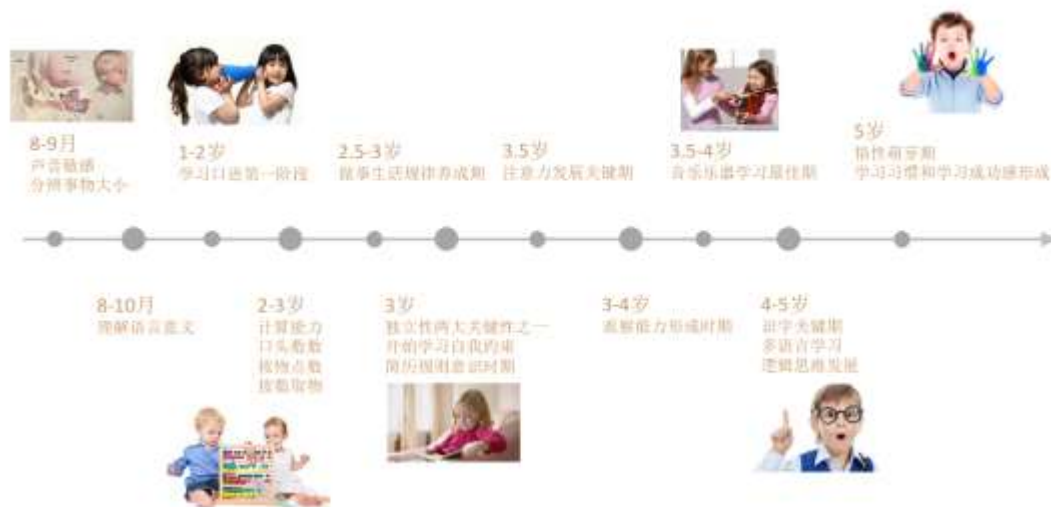 8-9月
声音敏感
分辨事物大小
1-2岁
学习口语第一阶段
2.5-3岁
做事生活规律养成期
3.5岁
注意力发展关键期
3.5-4岁
音乐乐器学习最佳期
5岁
悟性萌芽期
学习习惯和学习成功感形成
8-10月
理解语言意义
2-3岁
计算能力
口头数数
按物点数
按数取物
3岁
独立性两大关键性之一
开始学习自我约束
简历规则意识时期
3-4岁
观察能力形成时期
4-5岁
识字关键期
多语言学习
逻辑思维发展